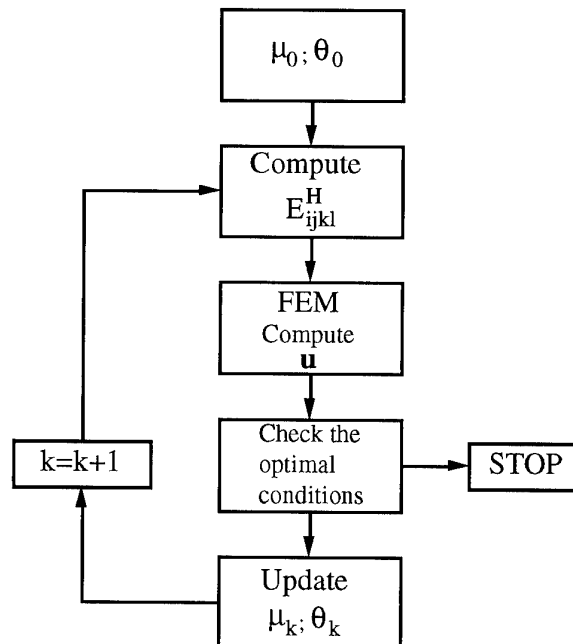 μ₀; θ₀
Compute
E^H_ijkl
FEM
Compute
u
Check the
optimal
conditions
STOP
k=k+1
Update
μₖ; θₖ